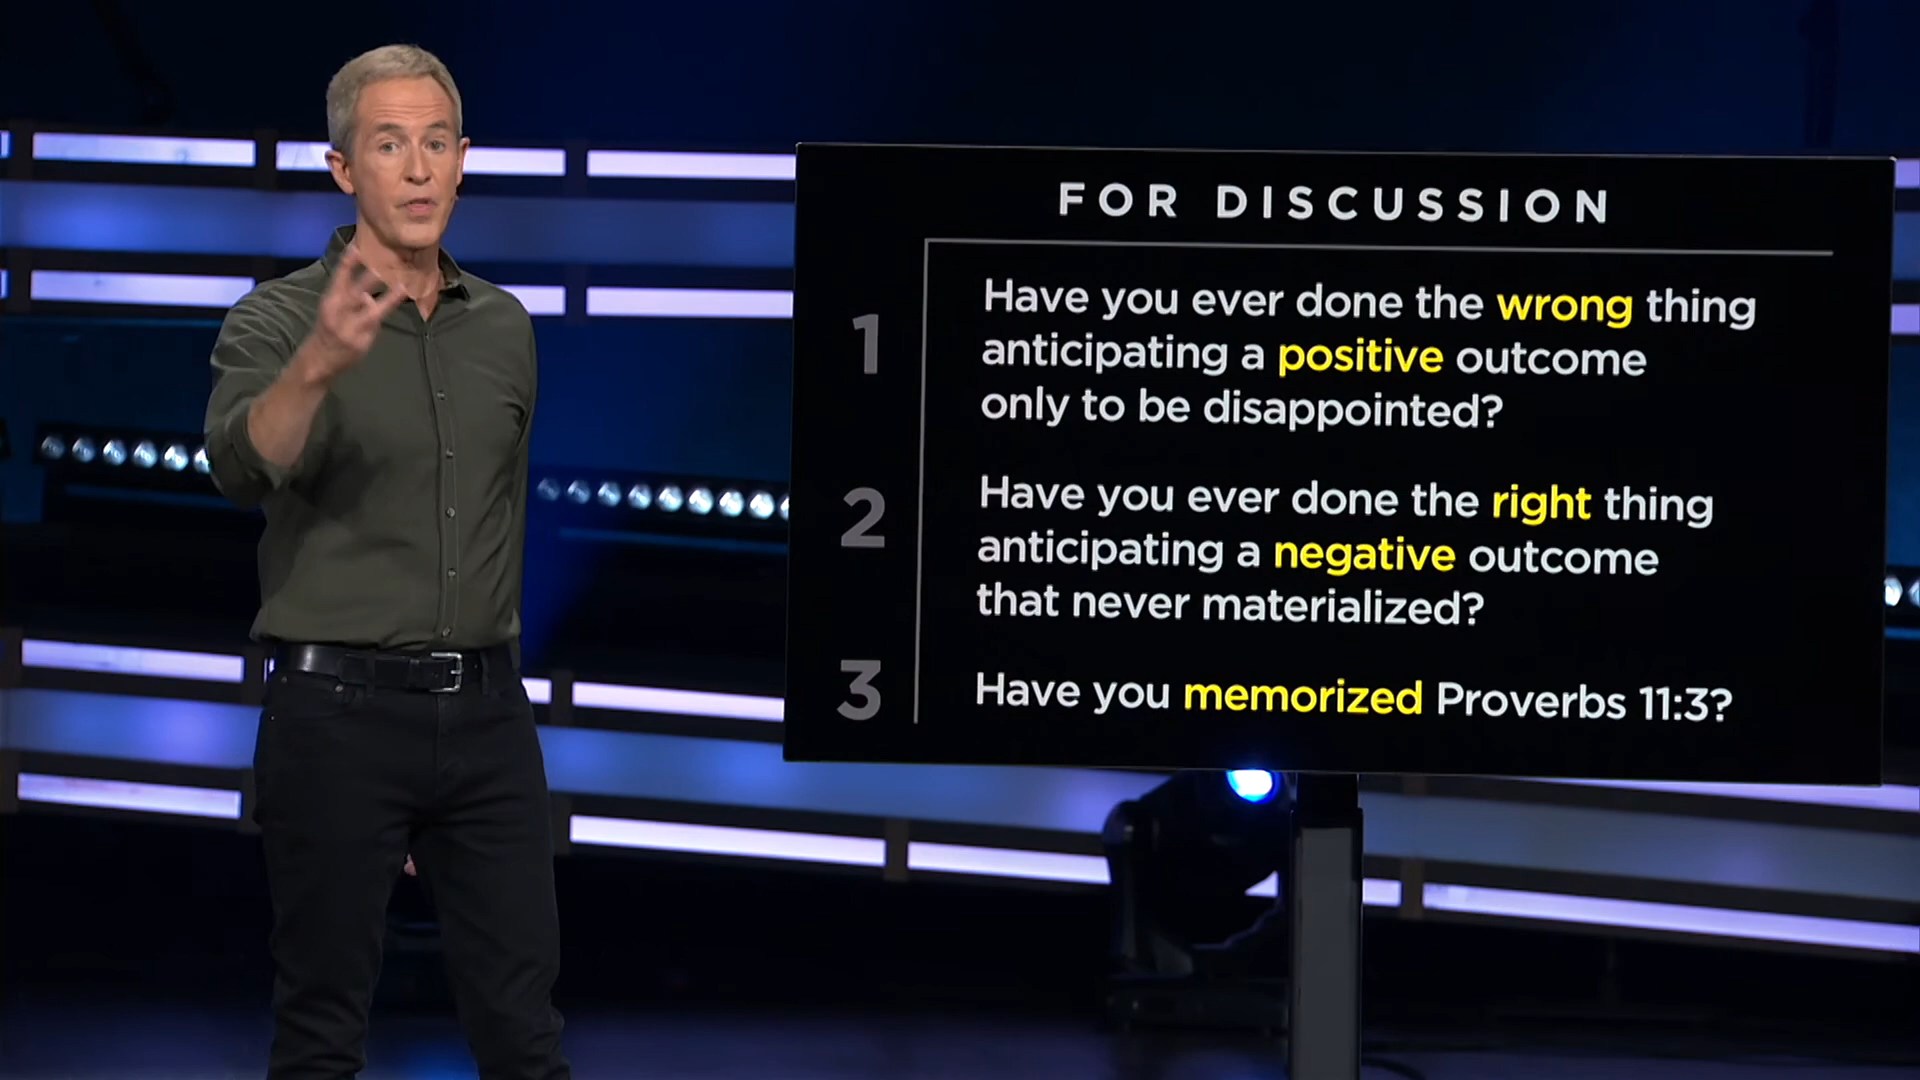 FOR DISCUSSION
1
Have you ever done the wrong thing
anticipating a positive outcome
only to be disappointed?
2
Have you ever done the right thing
anticipating a negative outcome
that never materialized?
3
Have you memorized Proverbs 11:3?